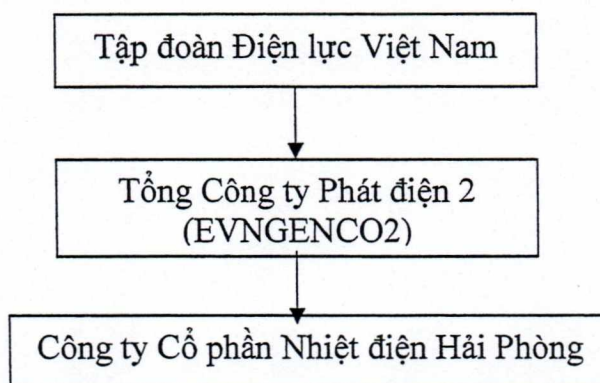 Tập đoàn Điện lực Việt Nam
Tổng Công ty Phát điện 2
(EVNGENCO2)
Công ty Cổ phần Nhiệt điện Hải Phòng